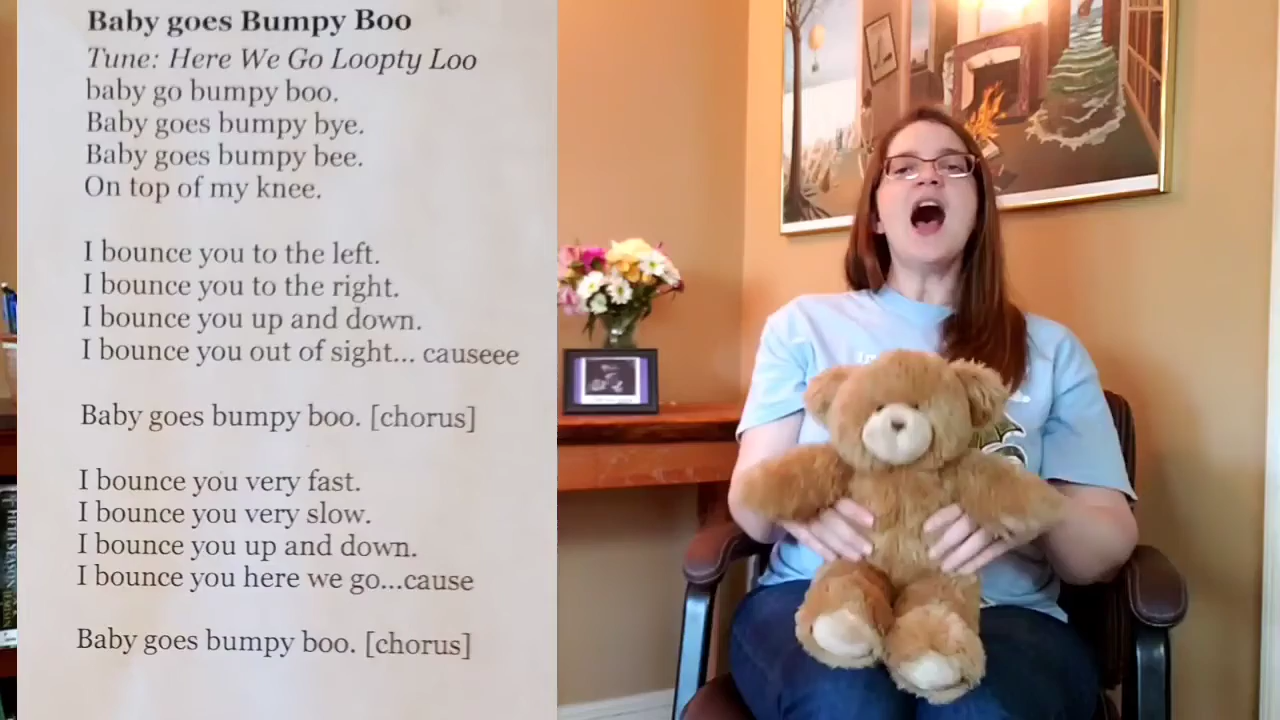 Baby goes Bumpy Boo
Tune: Here We Go Loopty Loo
baby go bumpy boo.
Baby goes bumpy bye.
Baby goes bumpy bee.
On top of my knee.
I bounce you to the left.
I bounce you to the right.
I bounce you up and down.
I bounce you out of sight... causeee
Baby goes bumpy boo. [chorus]
I bounce you very fast.
I bounce you very slow.
I bounce you up and down.
I bounce you here we go...cause
Baby goes bumpy boo. [chorus]
FIFTH SEASON